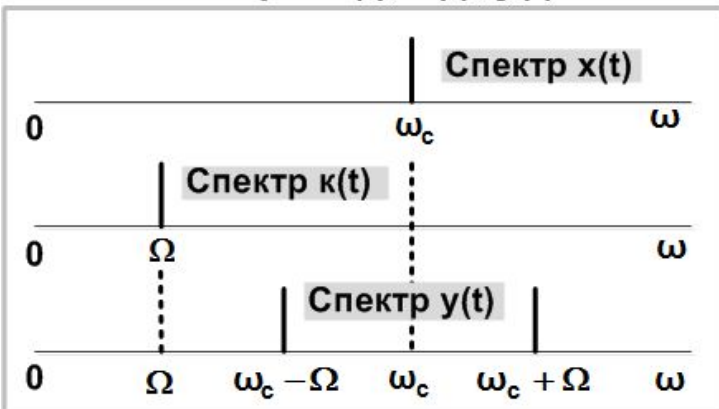 Спектр x(t)
0 ω_c ω
Спектр к(t)
0 Ω ω
Спектр y(t)
0 Ω ω_c – Ω ω_c ω_c + Ω ω